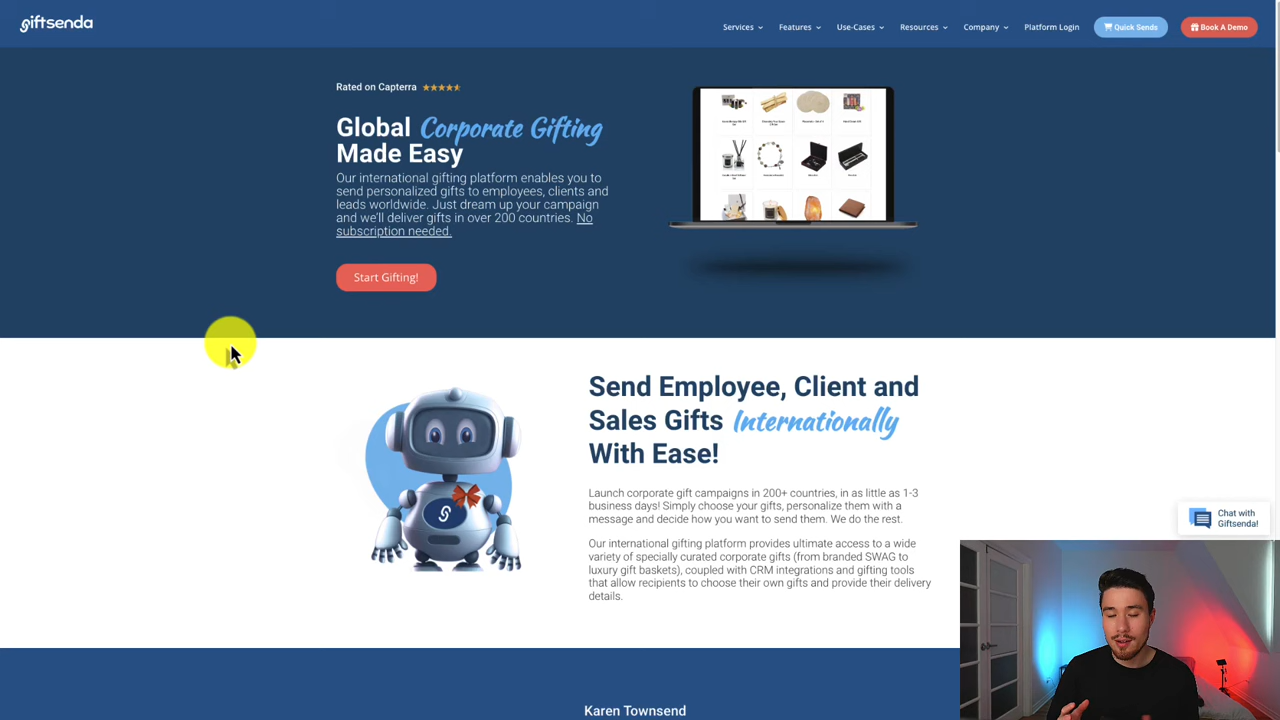 giftsenda
Services
Features
Use-Cases
Resources
Company
Platform Login
Quick Sends
Book A Demo
Rated on Capterra
Global Corporate Gifting
Made Easy
Our international gifting platform enables you to
send personalized gifts to employees, clients and
leads worldwide. Just dream up your campaign
and we'll deliver gifts in over 200 countries. No
subscription needed.
Start Gifting!
Send Employee, Client and
Sales Gifts Internationally
With Ease!
Launch corporate gift campaigns in 200+ countries, in as little as 1-3
business days! Simply choose your gifts, personalize them with a
message and decide how you want to send them. We do the rest.
Our international gifting platform provides ultimate access to a wide
variety of specially curated corporate gifts (from branded SWAG to
luxury gift baskets), coupled with CRM integrations and gifting tools
that allow recipients to choose their own gifts and provide their delivery
details.
Chat with
Giftsenda!
Karen Townsend